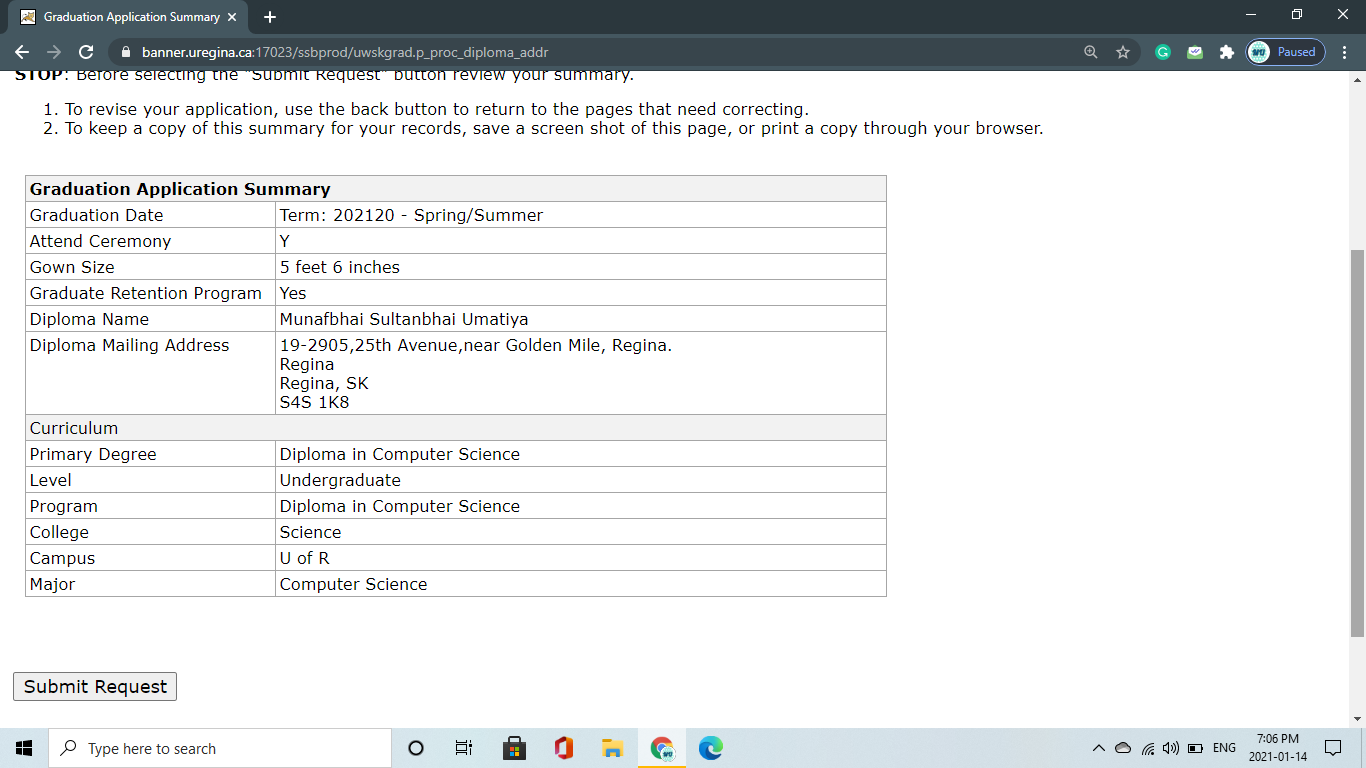 Graduation Application Summary
banner.uregina.ca:17023/ssbprod/uwskgrad.p_proc_diploma_addr
Paused
STOP: Before selecting the "Submit Request" button review your summary.
1. To revise your application, use the back button to return to the pages that need correcting.
2. To keep a copy of this summary for your records, save a screen shot of this page, or print a copy through your browser.
Graduation Application Summary
Graduation Date Term: 202120 - Spring/Summer
Attend Ceremony Y
Gown Size 5 feet 6 inches
Graduate Retention Program Yes
Diploma Name Munafbhai Sultanbhai Umatiya
Diploma Mailing Address 19-2905,25th Avenue,near Golden Mile, Regina.
Regina
Regina, SK
S4S 1K8
Curriculum
Primary Degree Diploma in Computer Science
Level Undergraduate
Program Diploma in Computer Science
College Science
Campus U of R
Major Computer Science
Submit Request
Type here to search
ENG
7:06 PM
2021-01-14